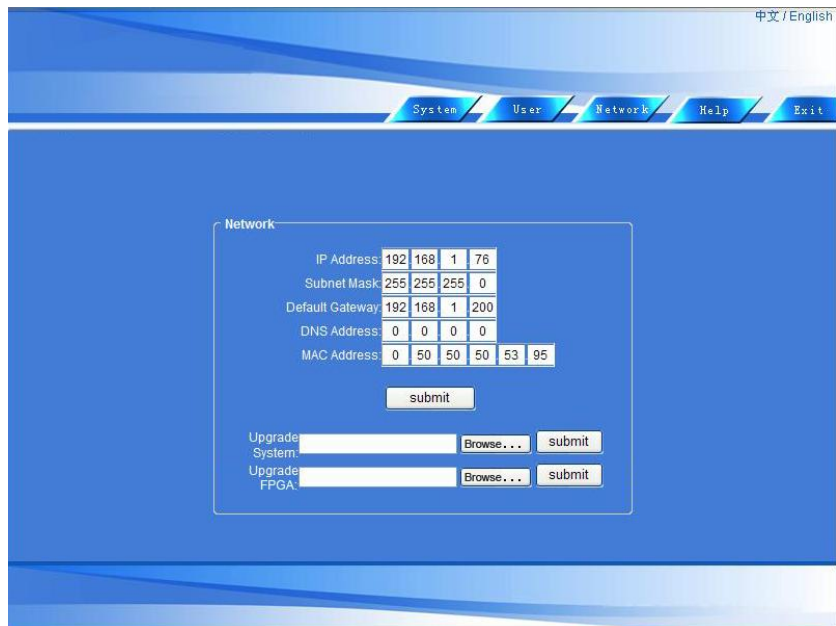 中文 / English
System User Network Help Exit
Network
IP Address: 192 168 1 76
Subnet Mask: 255 255 255 0
Default Gateway: 192 168 1 200
DNS Address: 0 0 0 0
MAC Address: 0 50 50 50 53 95
submit
Upgrade
System: Browse... submit
Upgrade
FPGA: Browse... submit